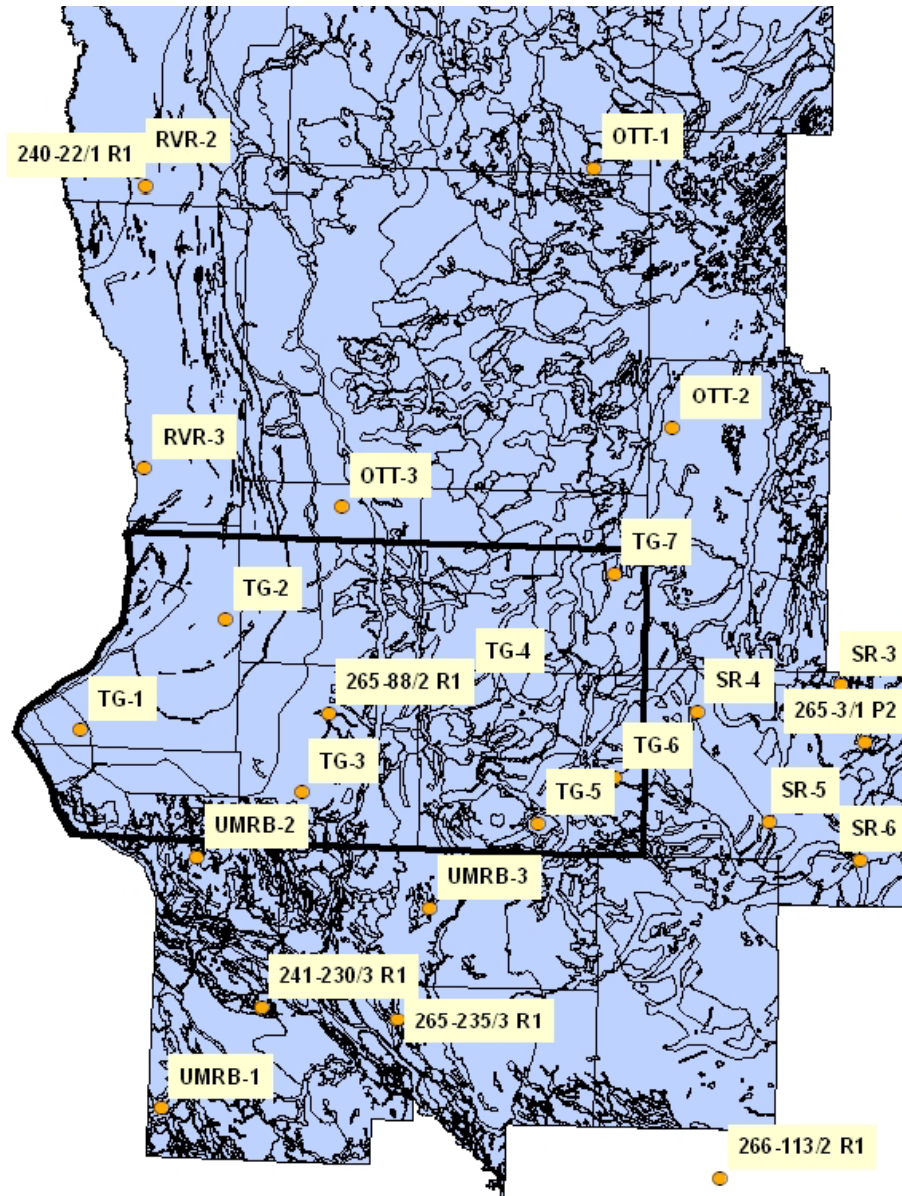 RVR-2
240-22/1 R1
OTT-1
OTT-2
RVR-3
OTT-3
TG-7
TG-2
TG-4
SR-3
265-88/2 R1
SR-4
TG-1
265-3/1 P2
TG-6
TG-3
TG-5
SR-5
UMRB-2
SR-6
UMRB-3
241-230/3 R1
265-235/3 R1
UMRB-1
266-113/2 R1